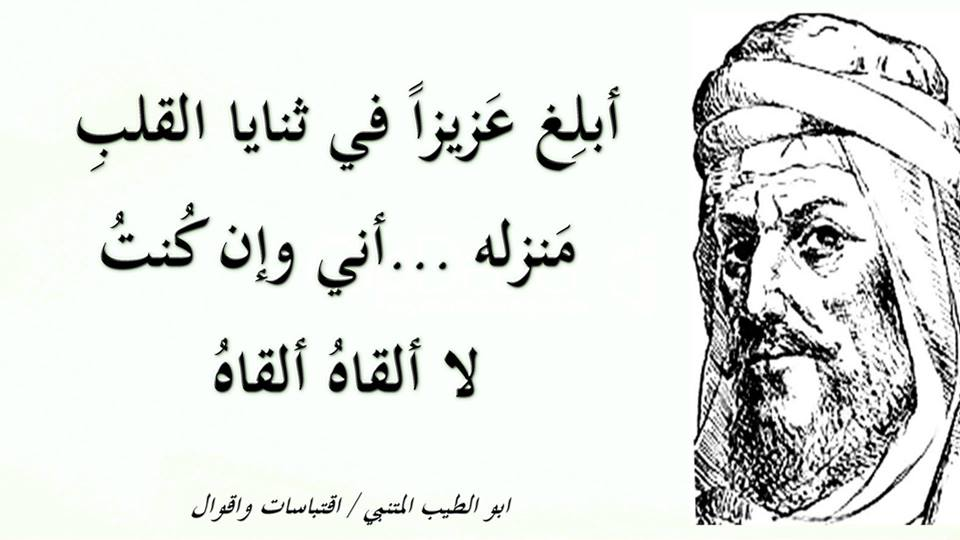 أبلِغ عَزيزاً في ثنايا القلبِ
مَنزله ...أني وإن كُنتُ
لا ألقاهُ ألقاهُ
ابو الطيب المتنبي / اقتباسات واقوال